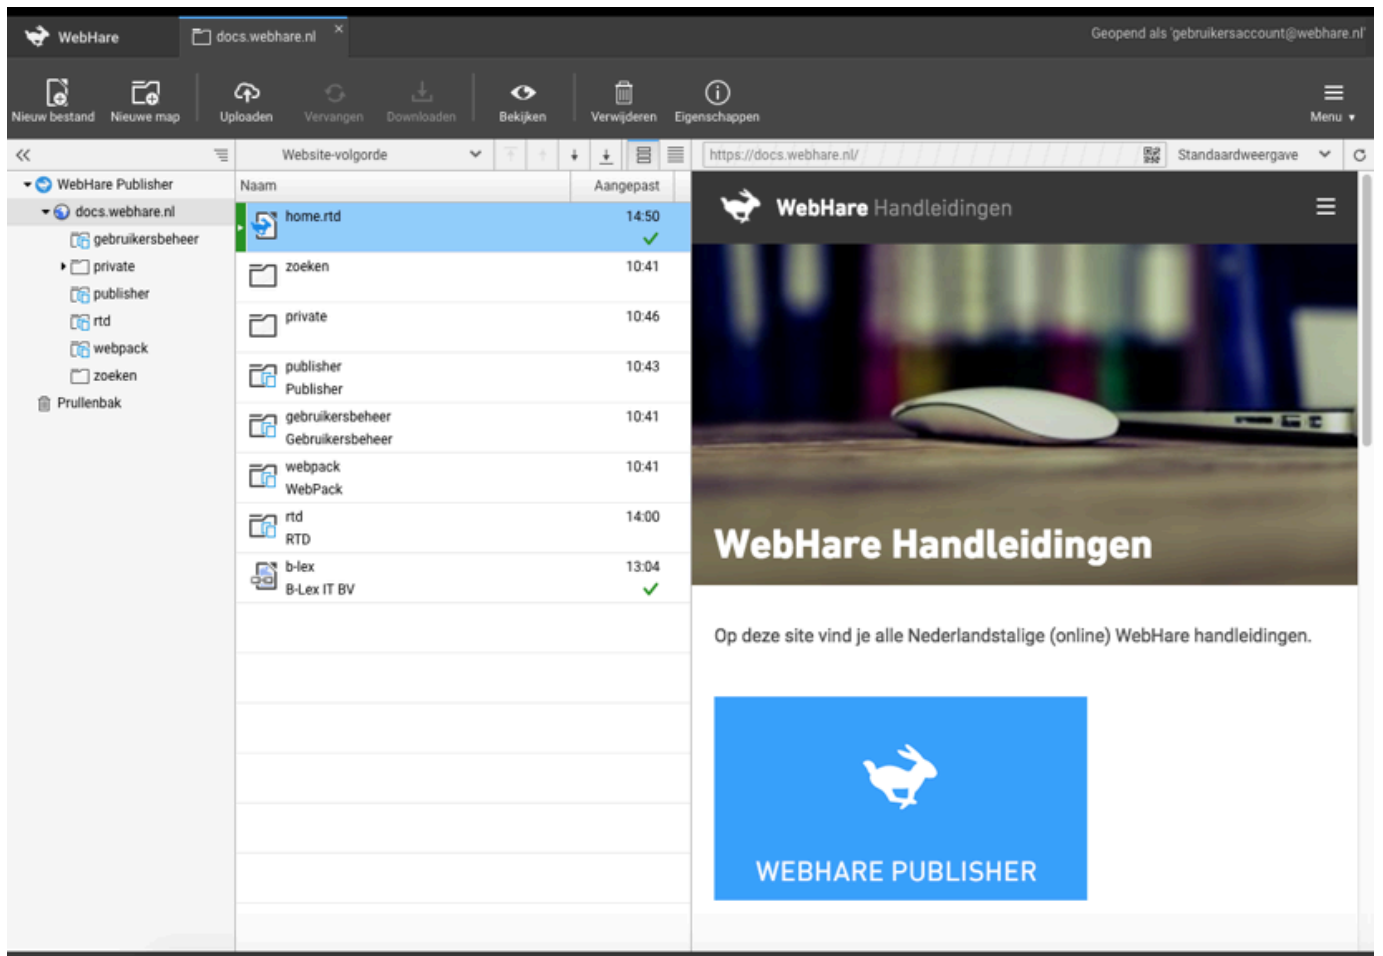 WebHare
docs.webhare.nl
Geopend als 'gebruikersaccount@webhare.nl'
Nieuw bestand
Nieuwe map
Uploaden
Vervangen
Downloaden
Bekijken
Verwijderen
Eigenschappen
Menu
Website-volgorde
https://docs.webhare.nl/
Standaardweergave
WebHare Publisher
docs.webhare.nl
gebruikersbeheer
private
publisher
rtd
webpack
zoeken
Prullenbak
Naam Aangepast
home.rtd 14:50
zoeken 10:41
private 10:46
publisher 10:43
Publisher
gebruikersbeheer 10:41
Gebruikersbeheer
webpack 10:41
WebPack
rtd 14:00
RTD
b-lex 13:04
B-Lex IT BV
WebHare Handleidingen
WebHare Handleidingen
Op deze site vind je alle Nederlandstalige (online) WebHare handleidingen.
WEBHARE PUBLISHER